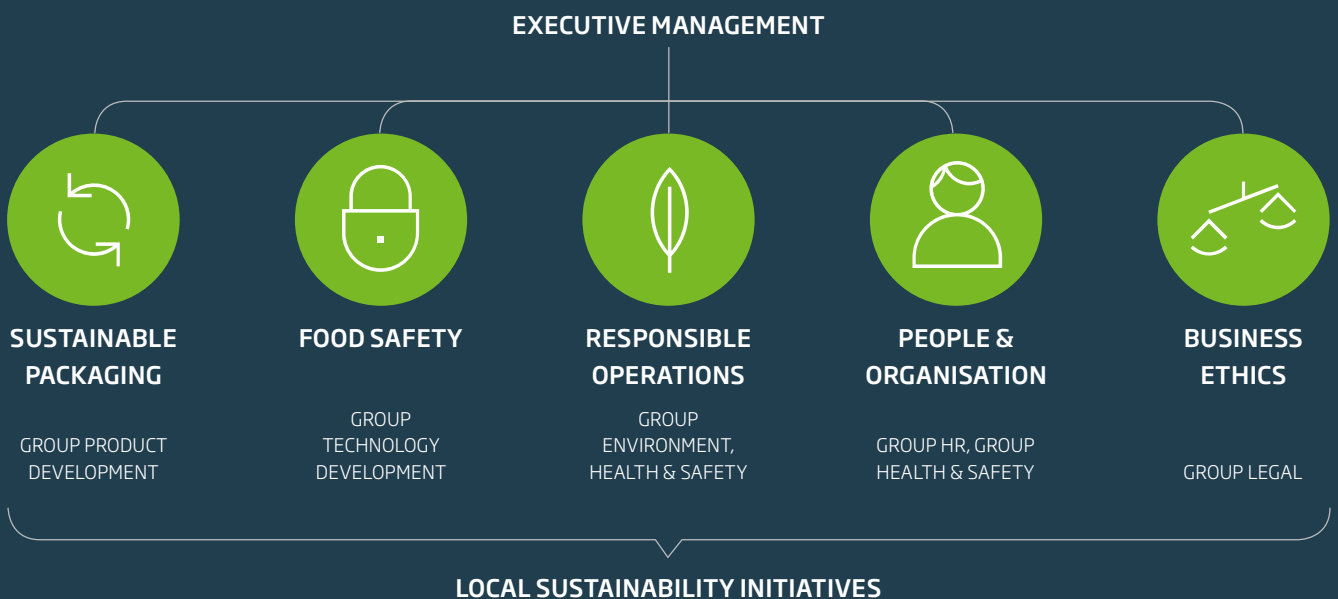 EXECUTIVE MANAGEMENT
SUSTAINABLE
PACKAGING
GROUP PRODUCT
DEVELOPMENT
FOOD SAFETY
GROUP
TECHNOLOGY
DEVELOPMENT
RESPONSIBLE
OPERATIONS
GROUP
ENVIRONMENT,
HEALTH & SAFETY
PEOPLE &
ORGANISATION
GROUP HR, GROUP
HEALTH & SAFETY
BUSINESS
ETHICS
GROUP LEGAL
LOCAL SUSTAINABILITY INITIATIVES